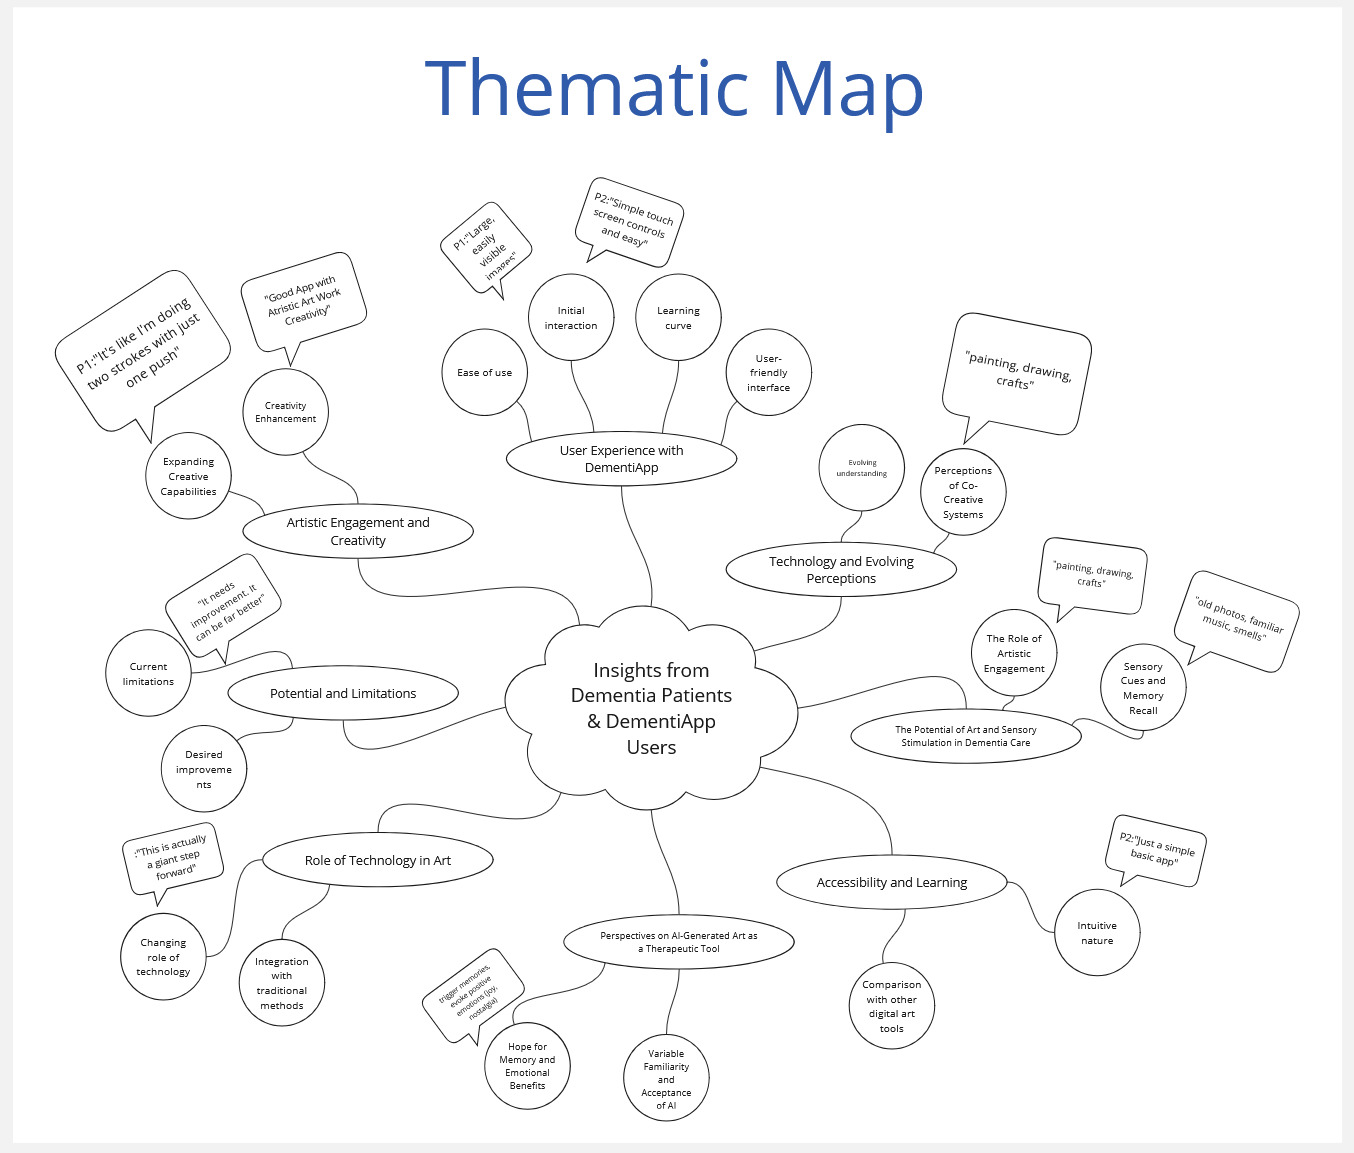 Thematic Map
P2:"Simple touch
screen controls
and easy"
P1:"Large,
easily
visible
images"
"Good App with
Atristic Art Work
Creativity"
P1:"It's like I'm doing
two strokes with just
one push"
Initial
interaction
Learning
curve
Ease of use
User-
friendly
interface
"painting, drawing,
crafts"
Creativity
Enhancement
Expanding
Creative
Capabilities
User Experience with
DementiApp
Evolving
understanding
Perceptions
of Co-
Creative
Systems
Artistic Engagement and
Creativity
Technology and Evolving
Perceptions
"painting, drawing,
crafts"
"It needs
improvement, It
can be far better"
"old photos, familiar
music, smells"
The Role of
Artistic
Engagement
Current
limitations
Potential and Limitations
Insights from
Dementia Patients
& DementiApp
Users
Sensory
Cues and
Memory
Recall
The Potential of Art and Sensory
Stimulation in Dementia Care
Desired
improveme
nts
:"This is actually
a giant step
forward"
Role of Technology in Art
P2:"Just a simple
basic app"
Accessibility and Learning
Changing
role of
technology
Integration
with
traditional
methods
Perspectives on AI-Generated Art as
a Therapeutic Tool
Intuitive
nature
trigger memories,
evoke positive
emotions (joy,
nostalgia)
Comparison
with other
digital art
tools
Hope for
Memory and
Emotional
Benefits
Variable
Familiarity
and
Acceptance
of AI